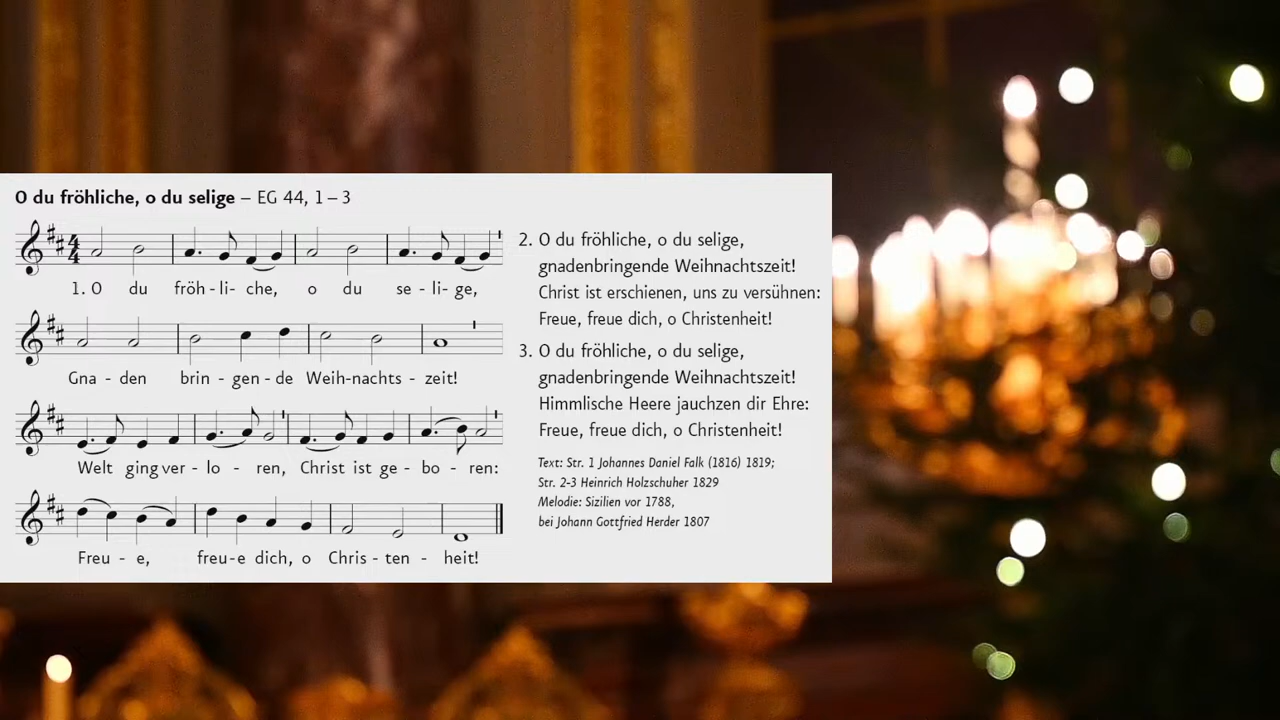 O du fröhliche, o du selige – EG 44, 1 – 3
1. O du fröh - li- che, o du se - li- ge,
Gna - den brin - gen - de Weih-nachts - zeit!
Welt ging ver - lo - ren, Christ ist ge - bo - ren:
Freu - e, freu-e dich, o Chris - ten - heit!
2. O du fröhliche, o du selige,
gnadenbringende Weihnachtszeit!
Christ ist erschienen, uns zu versühnen:
Freue, freue dich, o Christenheit!
3. O du fröhliche, o du selige,
gnadenbringende Weihnachtszeit!
Himmlische Heere jauchzen dir Ehre:
Freue, freue dich, o Christenheit!
Text: Str. 1 Johannes Daniel Falk (1816) 1819;
Str. 2-3 Heinrich Holzschuher 1829
Melodie: Sizilien vor 1788,
bei Johann Gottfried Herder 1807